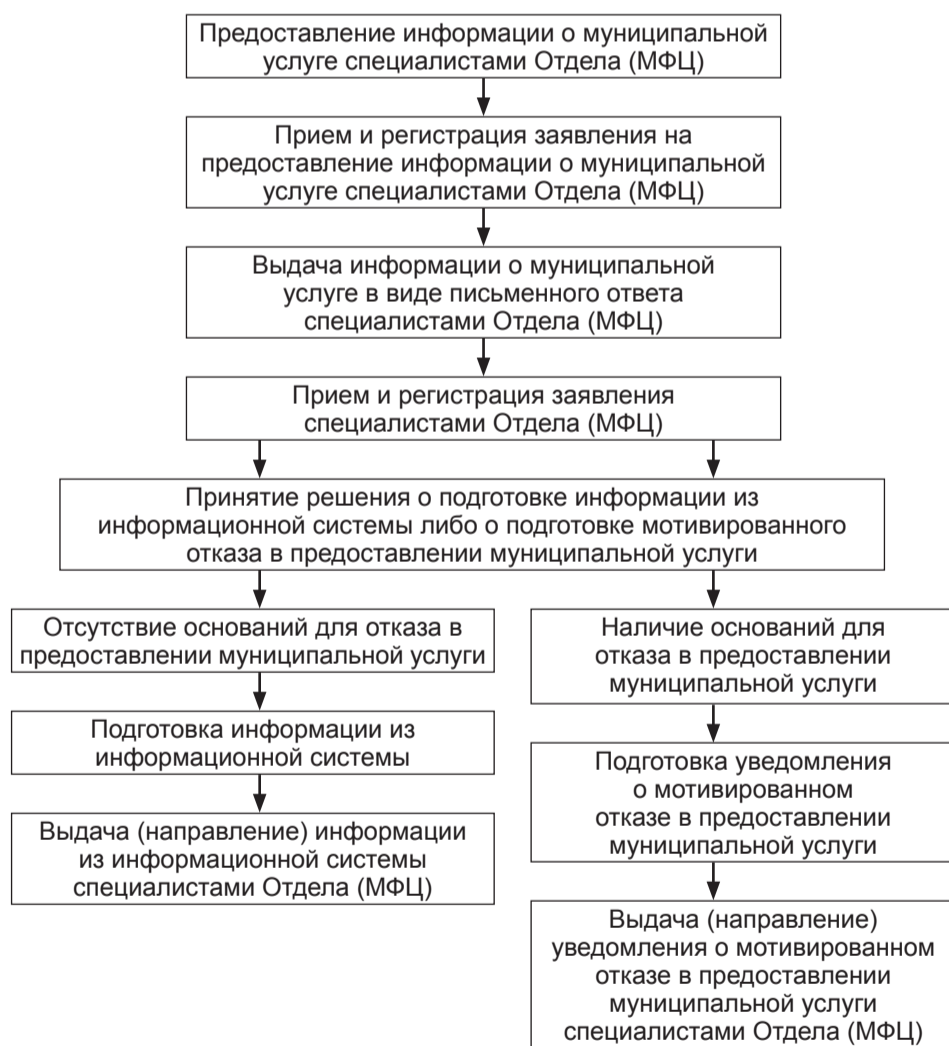 Предоставление информации о муниципальной
услуге специалистами Отдела (МФЦ)
Прием и регистрация заявления на
предоставление информации о муниципальной
услуге специалистами Отдела (МФЦ)
Выдача информации о муниципальной
услуге в виде письменного ответа
специалистами Отдела (МФЦ)
Прием и регистрация заявления
специалистами Отдела (МФЦ)
Принятие решения о подготовке информации из
информационной системы либо о подготовке мотивированного
отказа в предоставлении муниципальной услуги
Отсутствие оснований для отказа в
предоставлении муниципальной услуги
Подготовка информации из
информационной системы
Выдача (направление) информации
из информационной системы
специалистами Отдела (МФЦ)
Наличие оснований для
отказа в предоставлении
муниципальной услуги
Подготовка уведомления
о мотивированном
отказе в предоставлении
муниципальной услуги
Выдача (направление)
уведомления о мотивированном
отказе в предоставлении
муниципальной услуги
специалистами Отдела (МФЦ)